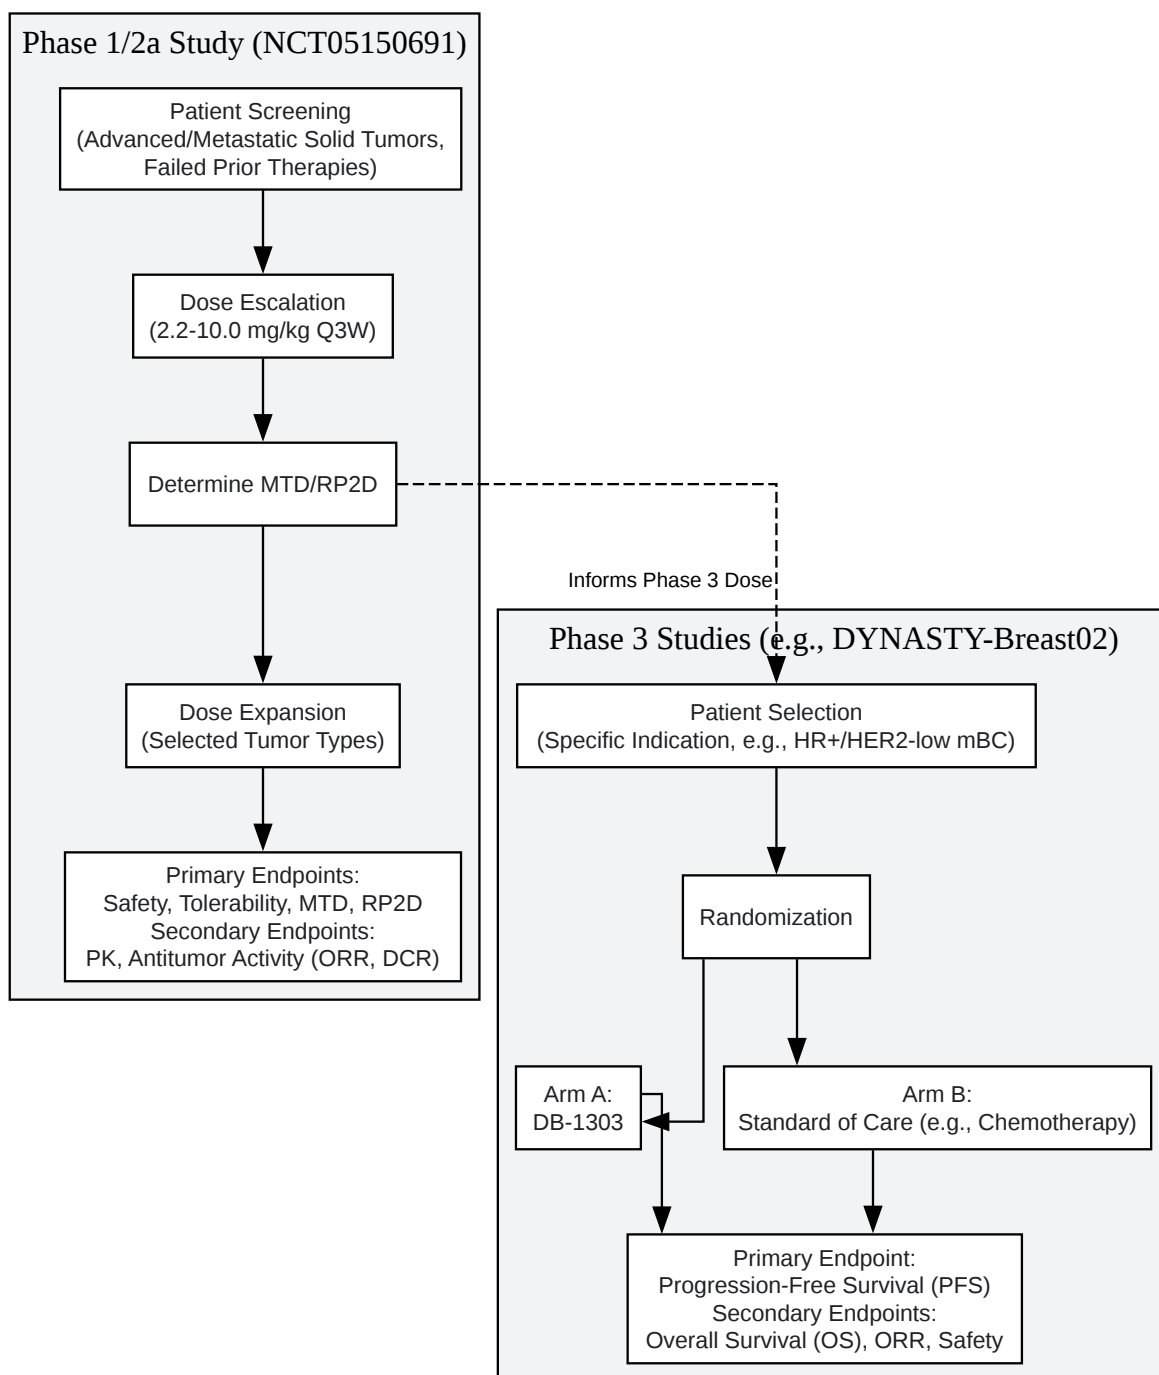 Phase 1/2a Study (NCT05150691)
Patient Screening
(Advanced/Metastatic Solid Tumors,
Failed Prior Therapies)
Dose Escalation
(2.2-10.0 mg/kg Q3W)
Determine MTD/RP2D
Dose Expansion
(Selected Tumor Types)
Primary Endpoints:
Safety, Tolerability, MTD, RP2D
Secondary Endpoints:
PK, Antitumor Activity (ORR, DCR)
Informs Phase 3 Dose
Phase 3 Studies (e.g., DYNASTY-Breast02)
Patient Selection
(Specific Indication, e.g., HR+/HER2-low mBC)
Randomization
Arm A:
DB-1303
Arm B:
Standard of Care (e.g., Chemotherapy)
Primary Endpoint:
Progression-Free Survival (PFS)
Secondary Endpoints:
Overall Survival (OS), ORR, Safety